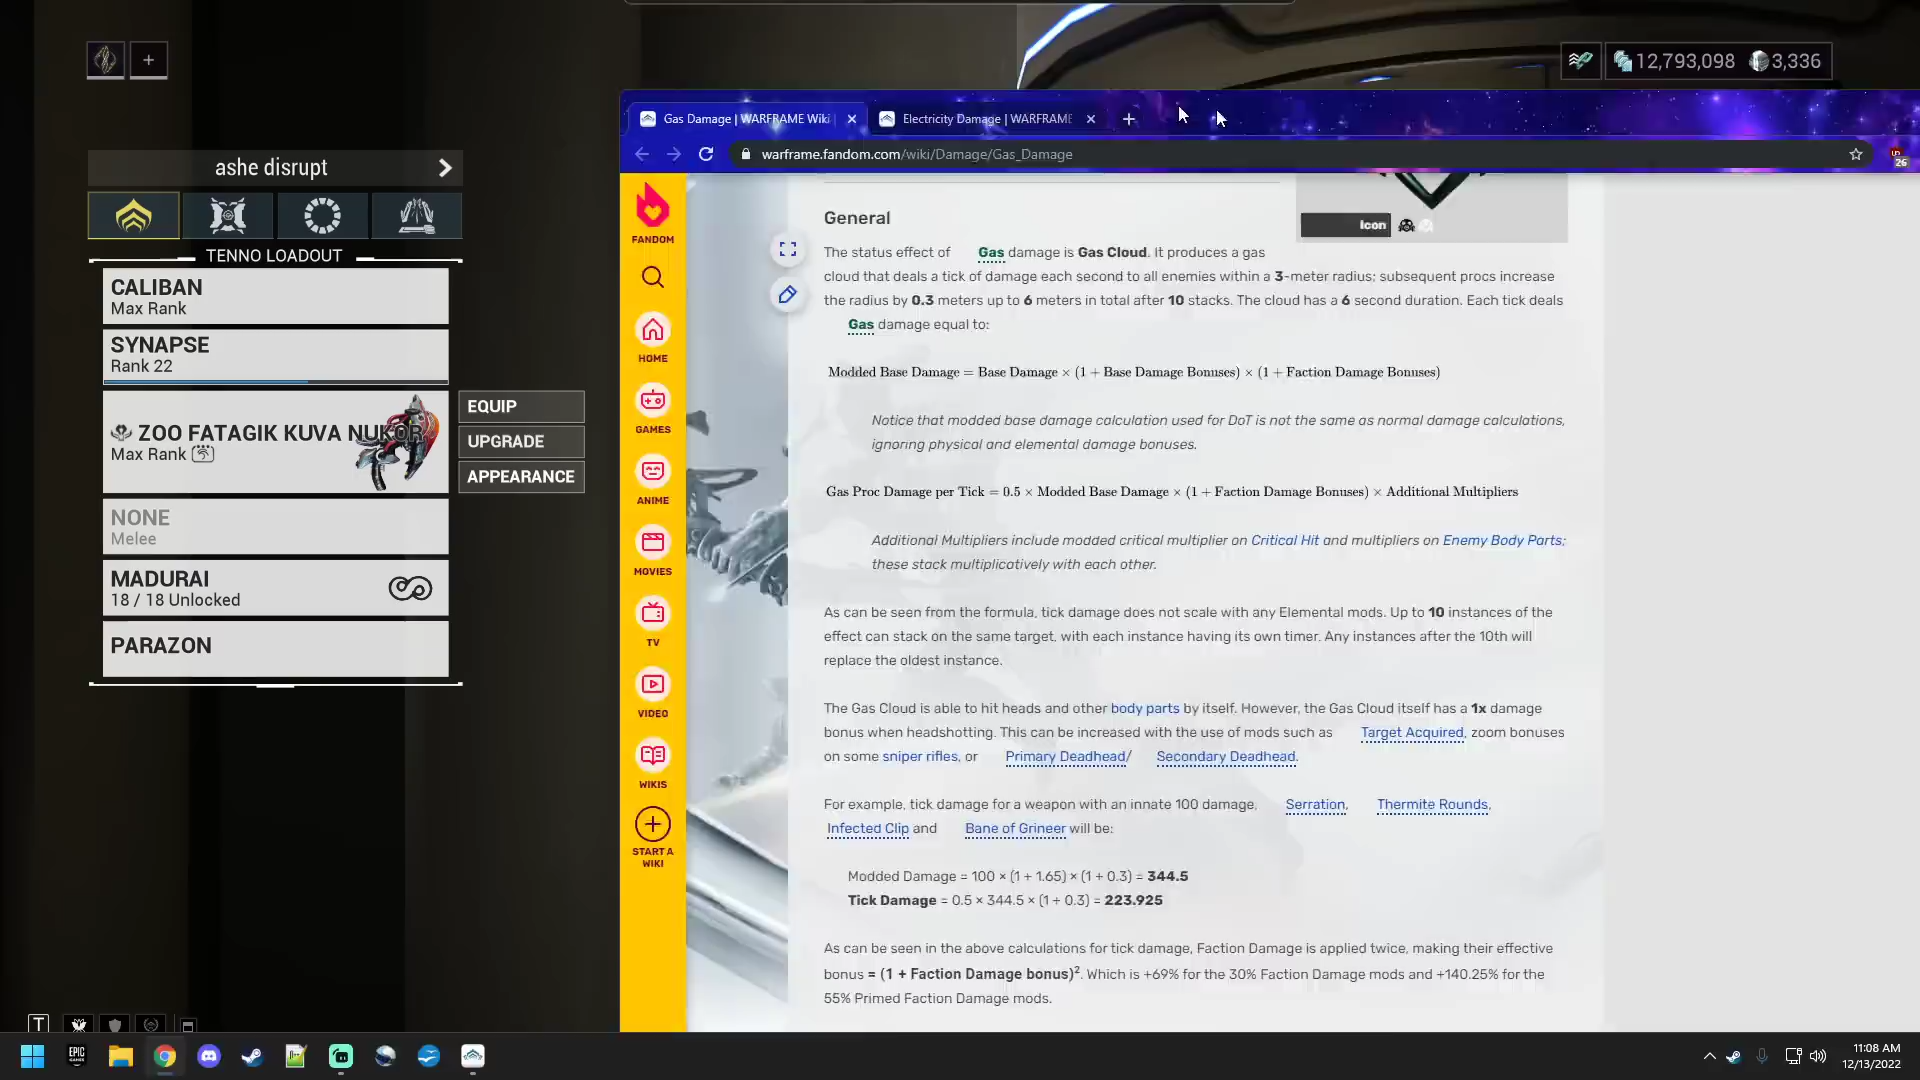 12,793,098
3,336
ashe disrupt
TENNO LOADOUT
CALIBAN
Max Rank
SYNAPSE
Rank 22
ZOO FATAGIK KUVA NUKOR
Max Rank
NONE
Melee
MADURAI
18 / 18 Unlocked
PARAZON
EQUIP
UPGRADE
APPEARANCE
T
Gas Damage | WARFRAME Wiki
Electricity Damage | WARFRAME
warframe.fandom.com/wiki/Damage/Gas_Damage
26
FANDOM
HOME
GAMES
ANIME
MOVIES
TV
VIDEO
WIKIS
START A
WIKI
Icon
General
The status effect of Gas damage is Gas Cloud. It produces a gas
cloud that deals a tick of damage each second to all enemies within a 3-meter radius; subsequent procs increase
the radius by 0.3 meters up to 6 meters in total after 10 stacks. The cloud has a 6 second duration. Each tick deals
Gas damage equal to:
Modded Base Damage = Base Damage × (1 + Base Damage Bonuses) × (1 + Faction Damage Bonuses)
Notice that modded base damage calculation used for DoT is not the same as normal damage calculations,
ignoring physical and elemental damage bonuses.
Gas Proc Damage per Tick = 0.5 × Modded Base Damage × (1 + Faction Damage Bonuses) × Additional Multipliers
Additional Multipliers include modded critical multiplier on Critical Hit and multipliers on Enemy Body Parts;
these stack multiplicatively with each other.
As can be seen from the formula, tick damage does not scale with any Elemental mods. Up to 10 instances of the
effect can stack on the same target, with each instance having its own timer. Any instances after the 10th will
replace the oldest instance.
The Gas Cloud is able to hit heads and other body parts by itself. However, the Gas Cloud itself has a 1x damage
bonus when headshotting. This can be increased with the use of mods such as Target Acquired, zoom bonuses
on some sniper rifles, or Primary Deadhead/ Secondary Deadhead.
For example, tick damage for a weapon with an innate 100 damage, Serration, Thermite Rounds,
Infected Clip and Bane of Grineer will be:
Modded Damage = 100 × (1 + 1.65) × (1 + 0.3) = 344.5
Tick Damage = 0.5 × 344.5 × (1 + 0.3) = 223.925
As can be seen in the above calculations for tick damage, Faction Damage is applied twice, making their effective
bonus = (1 + Faction Damage bonus)². Which is +69% for the 30% Faction Damage mods and +140.25% for the
55% Primed Faction Damage mods.
EPIC
GAMES
11:08 AM
12/13/2022